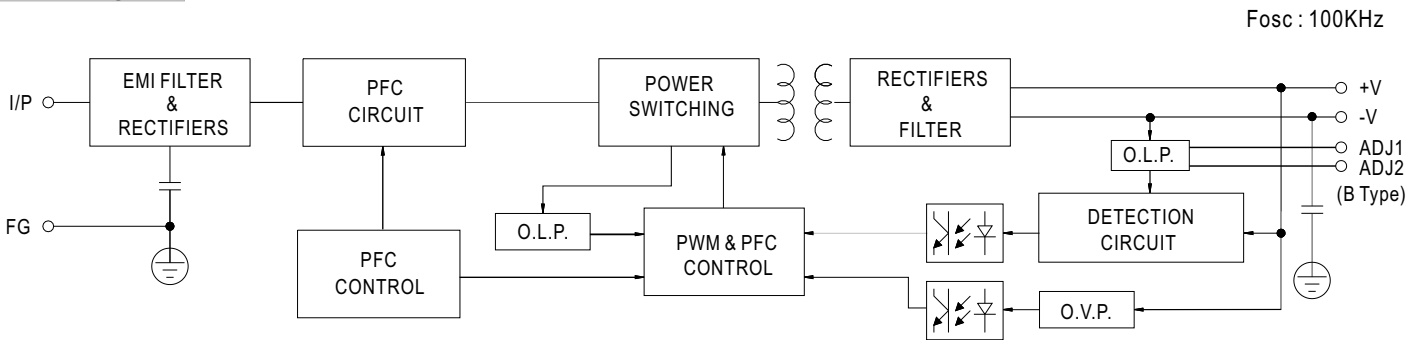 Fosc : 100KHz
I/P
EMI FILTER
&
RECTIFIERS
PFC
CIRCUIT
POWER
SWITCHING
RECTIFIERS
&
FILTER
+V
-V
ADJ1
ADJ2
(B Type)
O.L.P.
FG
PFC
CONTROL
O.L.P.
PWM & PFC
CONTROL
DETECTION
CIRCUIT
O.V.P.